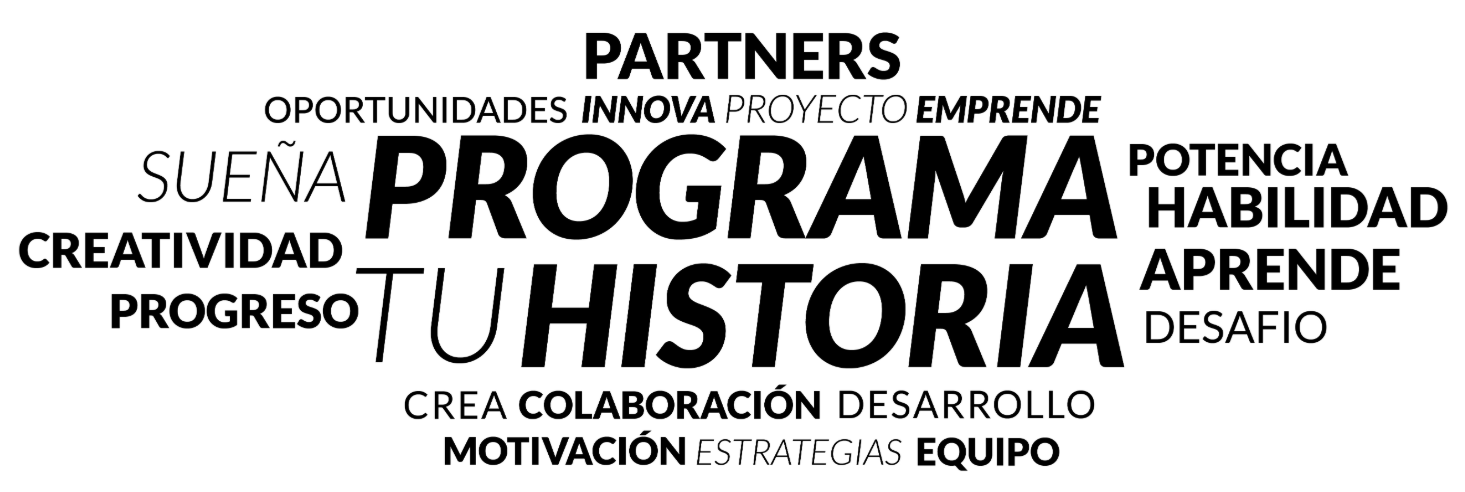 PARTNERS
OPORTUNIDADES INNOVA PROYECTO EMPRENDE
SUEÑA PROGRAMA POTENCIA
HABILIDAD
CREATIVIDAD
APRENDE
PROGRESO TU HISTORIA DESAFIO
CREA COLABORACIÓN DESARROLLO
MOTIVACIÓN ESTRATEGIAS EQUIPO